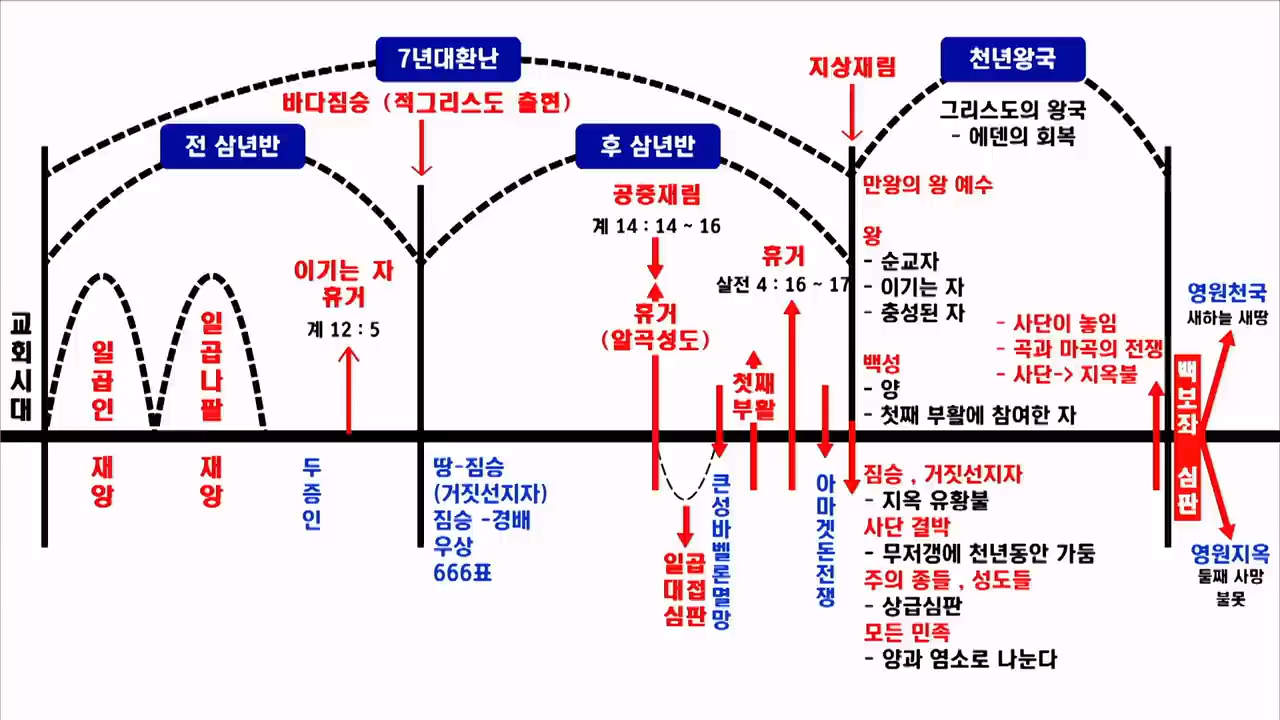 7년대환난
천년왕국
지상재림
바다짐승 (적그리스도 출현)
그리스도의 왕국
- 에덴의 회복
전 삼년반
후 삼년반
공중재림
계 14 : 14 ~ 16
만왕의 왕 예수
휴거
살전 4 : 16 ~ 17
이기는 자
휴거
계 12 : 5
휴거
(알곡성도)
첫째
부활
왕
- 순교자
- 이기는 자
- 충성된 자
백성
- 양
- 첫째 부활에 참여한 자
- 사단이 놓임
- 곡과 마곡의 전쟁
- 사단-> 지옥불
영원천국
새하늘 새땅
교회시대
일곱인
재앙
일곱나팔
재앙
두증인
땅-짐승
(거짓선지자)
짐승 -경배
우상
666표
일곱
대접
심판
큰성바벨론멸망
아마겟돈전쟁
짐승 , 거짓선지자
- 지옥 유황불
사단 결박
- 무저갱에 천년동안 가둠
주의 종들 , 성도들
- 상급심판
모든 민족
- 양과 염소로 나눈다
백보좌 심판
영원지옥
둘째 사망
불못